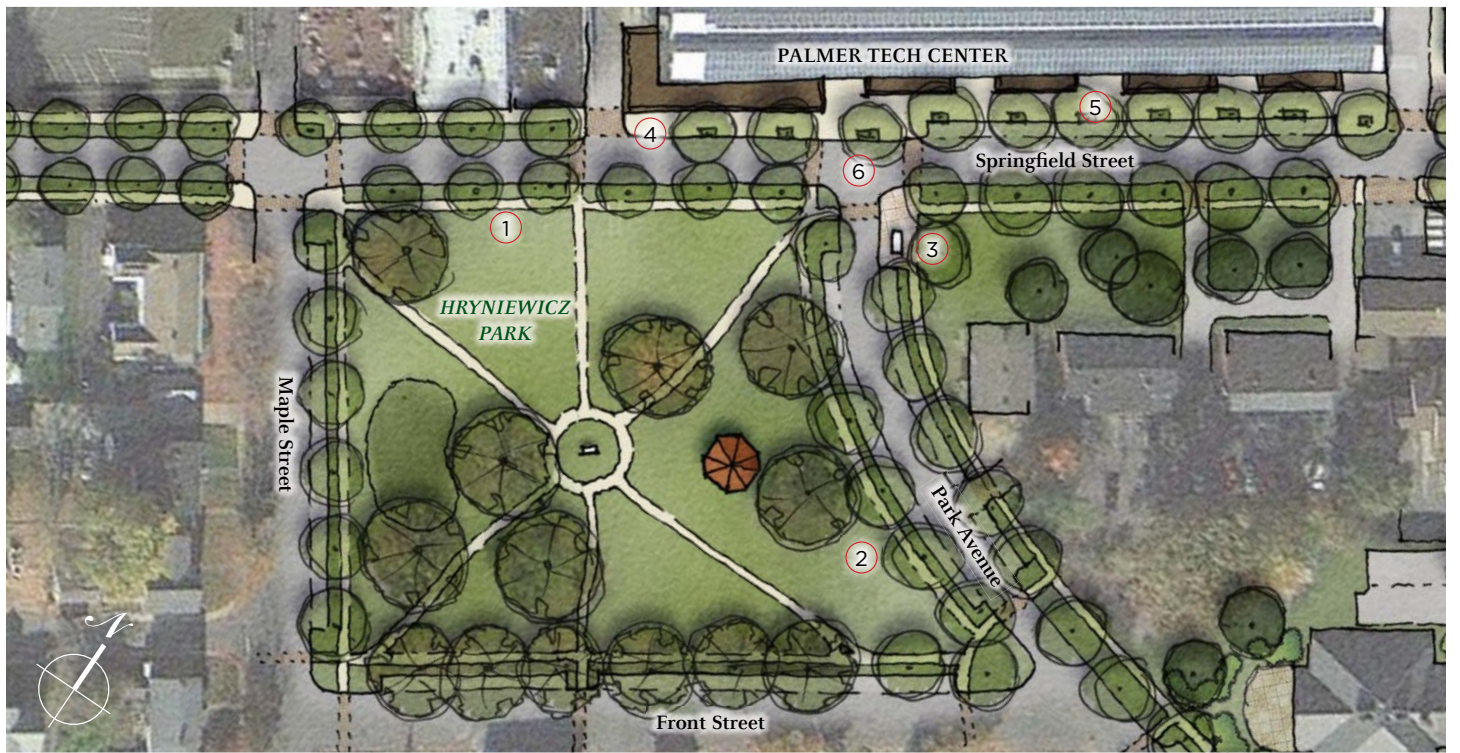 PALMER TECH CENTER
5
4
Springfield Street
6
1
3
HRYNIEWICZ
PARK
Maple Street
Park Avenue
2
N
Front Street